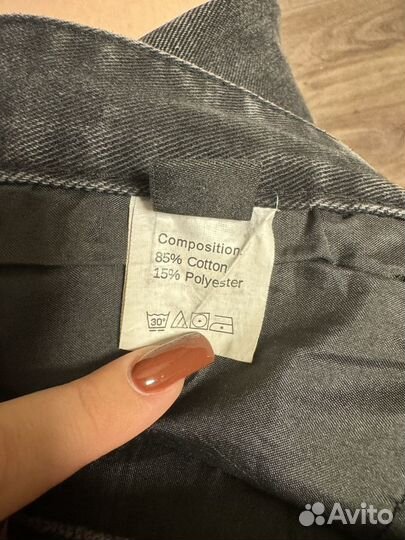 Composition:
85% Cotton
15% Polyester
30°
Avito